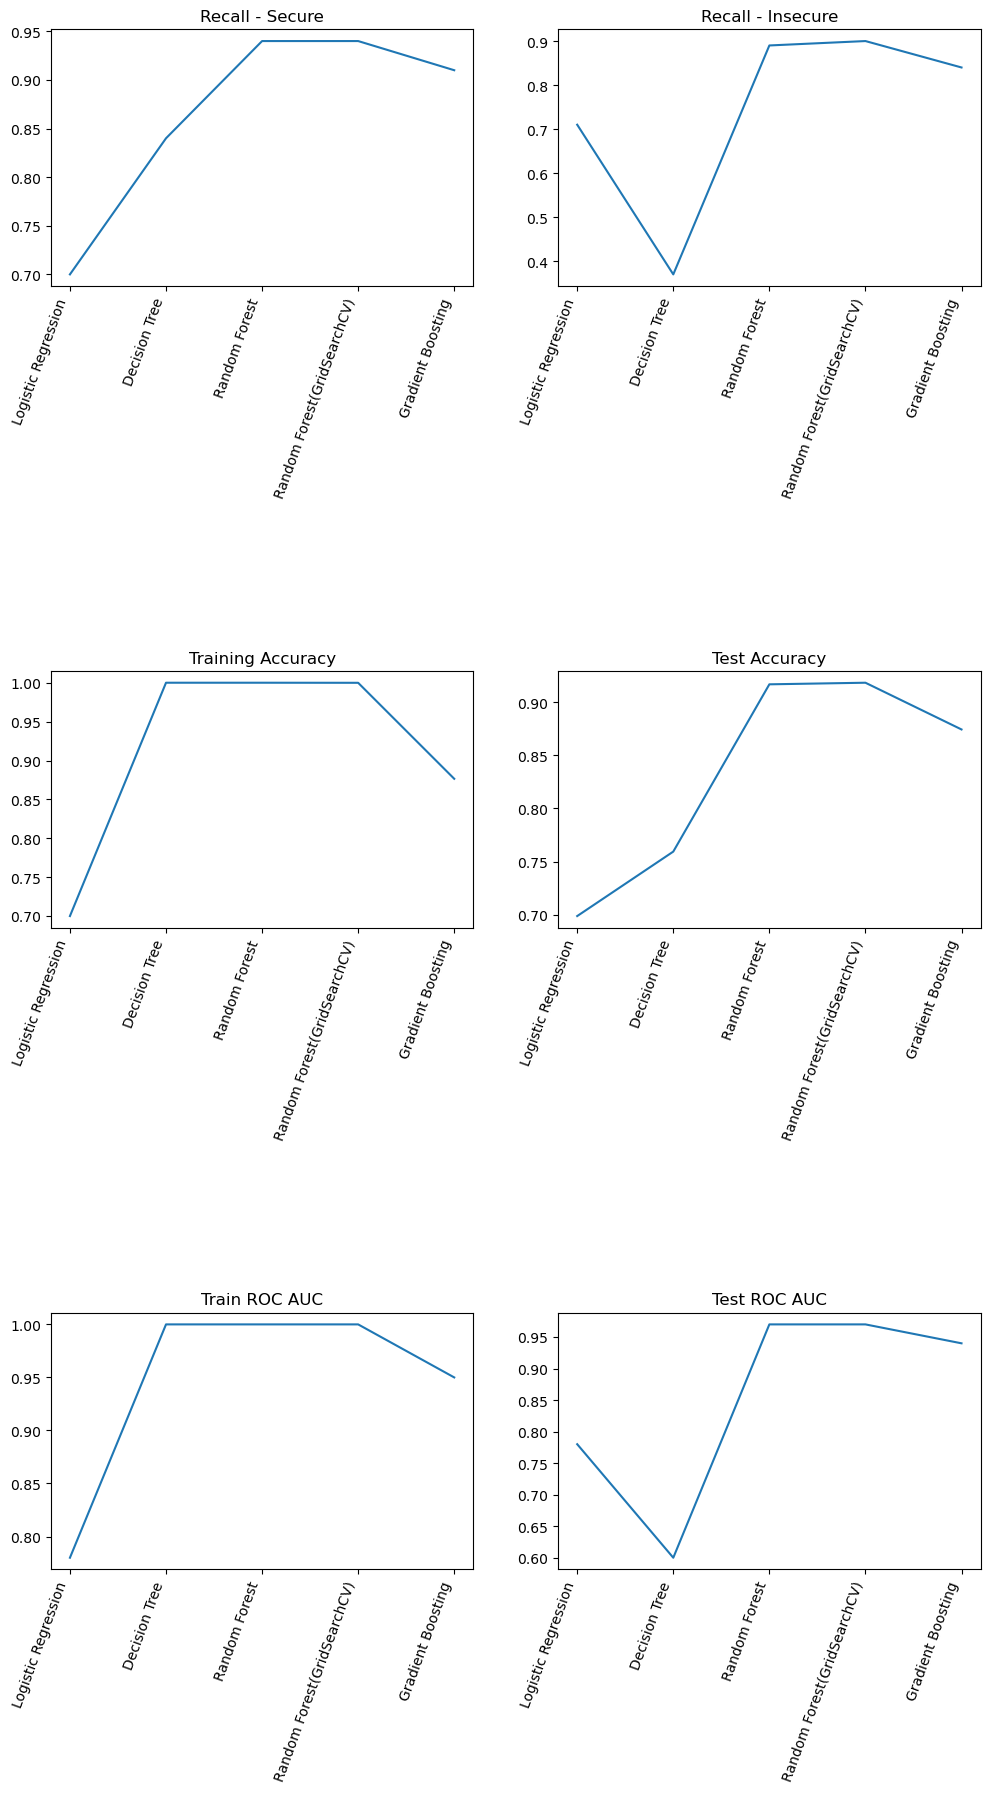 Recall - Secure
0.95
0.90
0.85
0.80
0.75
0.70
Logistic Regression
Decision Tree
Random Forest
Random Forest(GridSearchCV)
Gradient Boosting
Recall - Insecure
0.9
0.8
0.7
0.6
0.5
0.4
Logistic Regression
Decision Tree
Random Forest
Random Forest(GridSearchCV)
Gradient Boosting
Training Accuracy
1.00
0.95
0.90
0.85
0.80
0.75
0.70
Logistic Regression
Decision Tree
Random Forest
Random Forest(GridSearchCV)
Gradient Boosting
Test Accuracy
0.90
0.85
0.80
0.75
0.70
Logistic Regression
Decision Tree
Random Forest
Random Forest(GridSearchCV)
Gradient Boosting
Train ROC AUC
1.00
0.95
0.90
0.85
0.80
Logistic Regression
Decision Tree
Random Forest
Random Forest(GridSearchCV)
Gradient Boosting
Test ROC AUC
0.95
0.90
0.85
0.80
0.75
0.70
0.65
0.60
Logistic Regression
Decision Tree
Random Forest
Random Forest(GridSearchCV)
Gradient Boosting